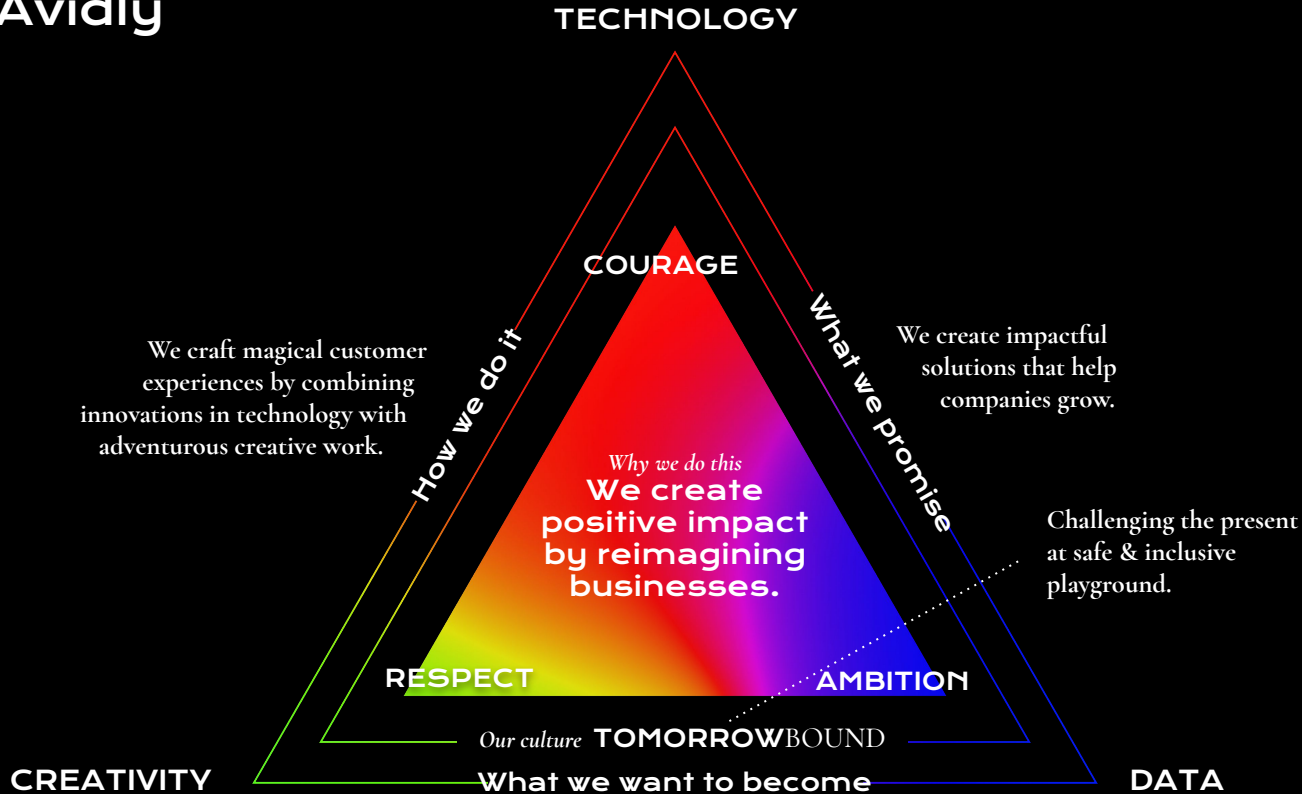 Avidly
TECHNOLOGY
COURAGE
How we do it
What we promise
We craft magical customer
experiences by combining
innovations in technology with
adventurous creative work.
We create impactful
solutions that help
companies grow.
Why we do this
We create
positive impact
by reimagining
businesses.
Challenging the present
at safe & inclusive
playground.
RESPECT
AMBITION
Our culture TOMORROWBOUND
CREATIVITY
What we want to become
DATA